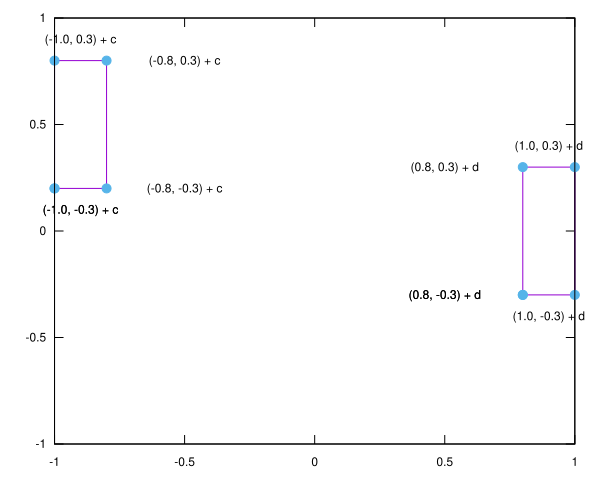 1
(-1.0, 0.3) + c
(-0.8, 0.3) + c
0.5
(1.0, 0.3) + d
(0.8, 0.3) + d
(-0.8, -0.3) + c
(-1.0, -0.3) + c
0
(0.8, -0.3) + d
(1.0, -0.3) + d
-0.5
-1
-1 -0.5 0 0.5 1